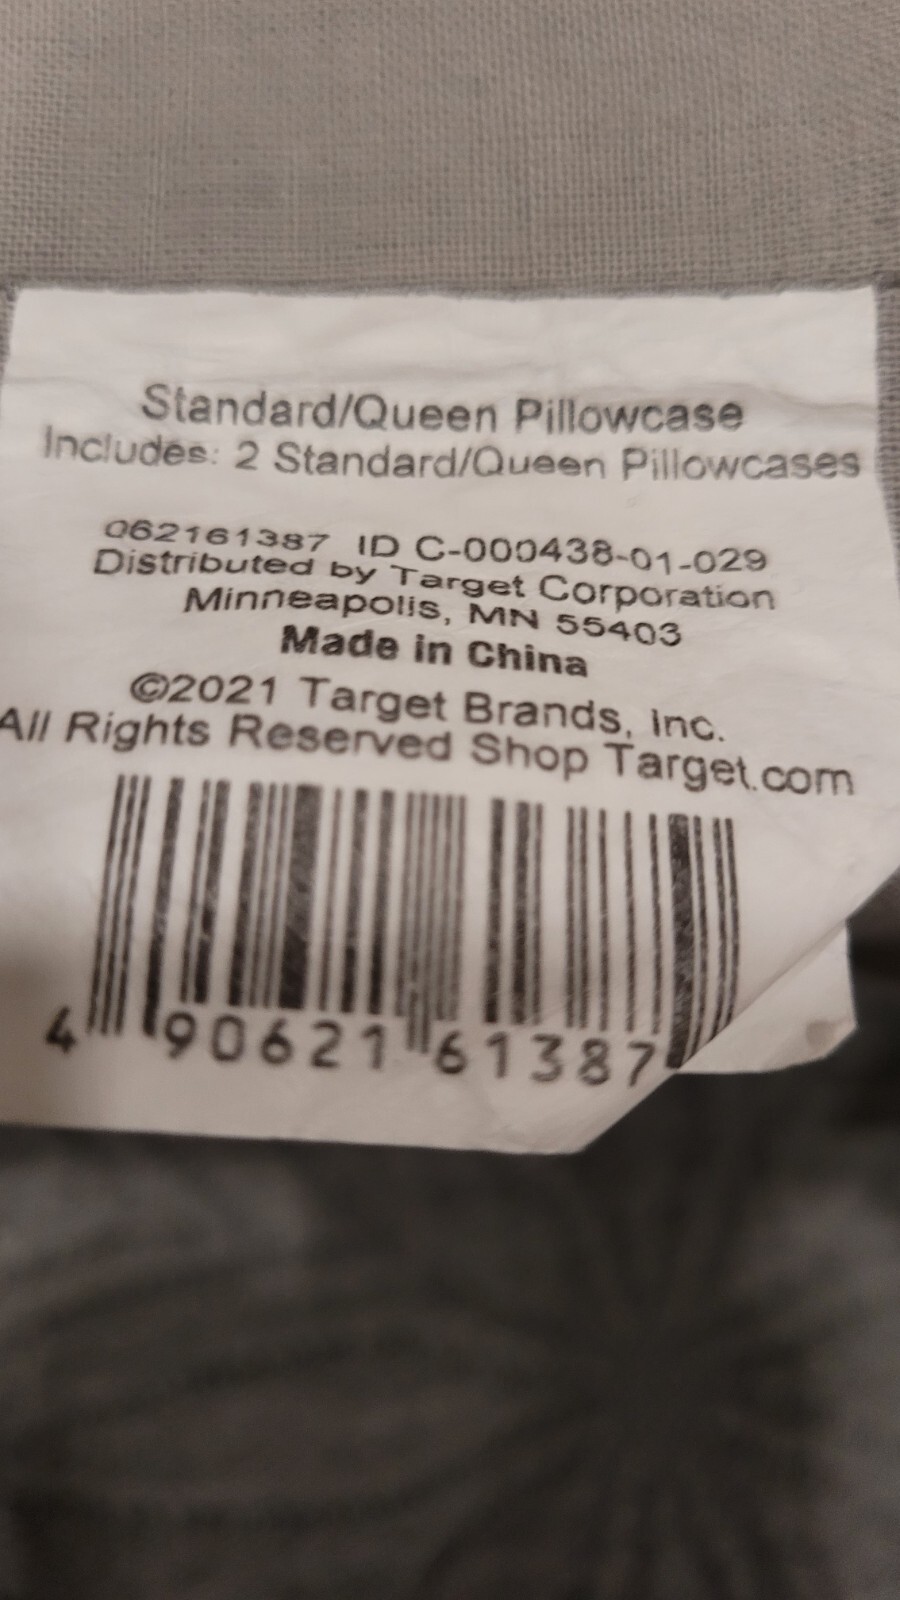 Standard/Queen Pillowcase
Includes: 2 Standard/Queen Pillowcases
062161387 ID C-000438-01-029
Distributed by Target Corporation
Minneapolis, MN 55403
Made in China
©2021 Target Brands, Inc.
All Rights Reserved Shop Target.com
4 90621 61387